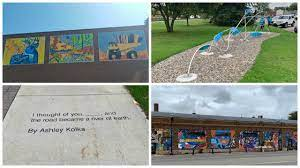 I thought of you........, and
the road became a river of earth.
By Ashley Kolka